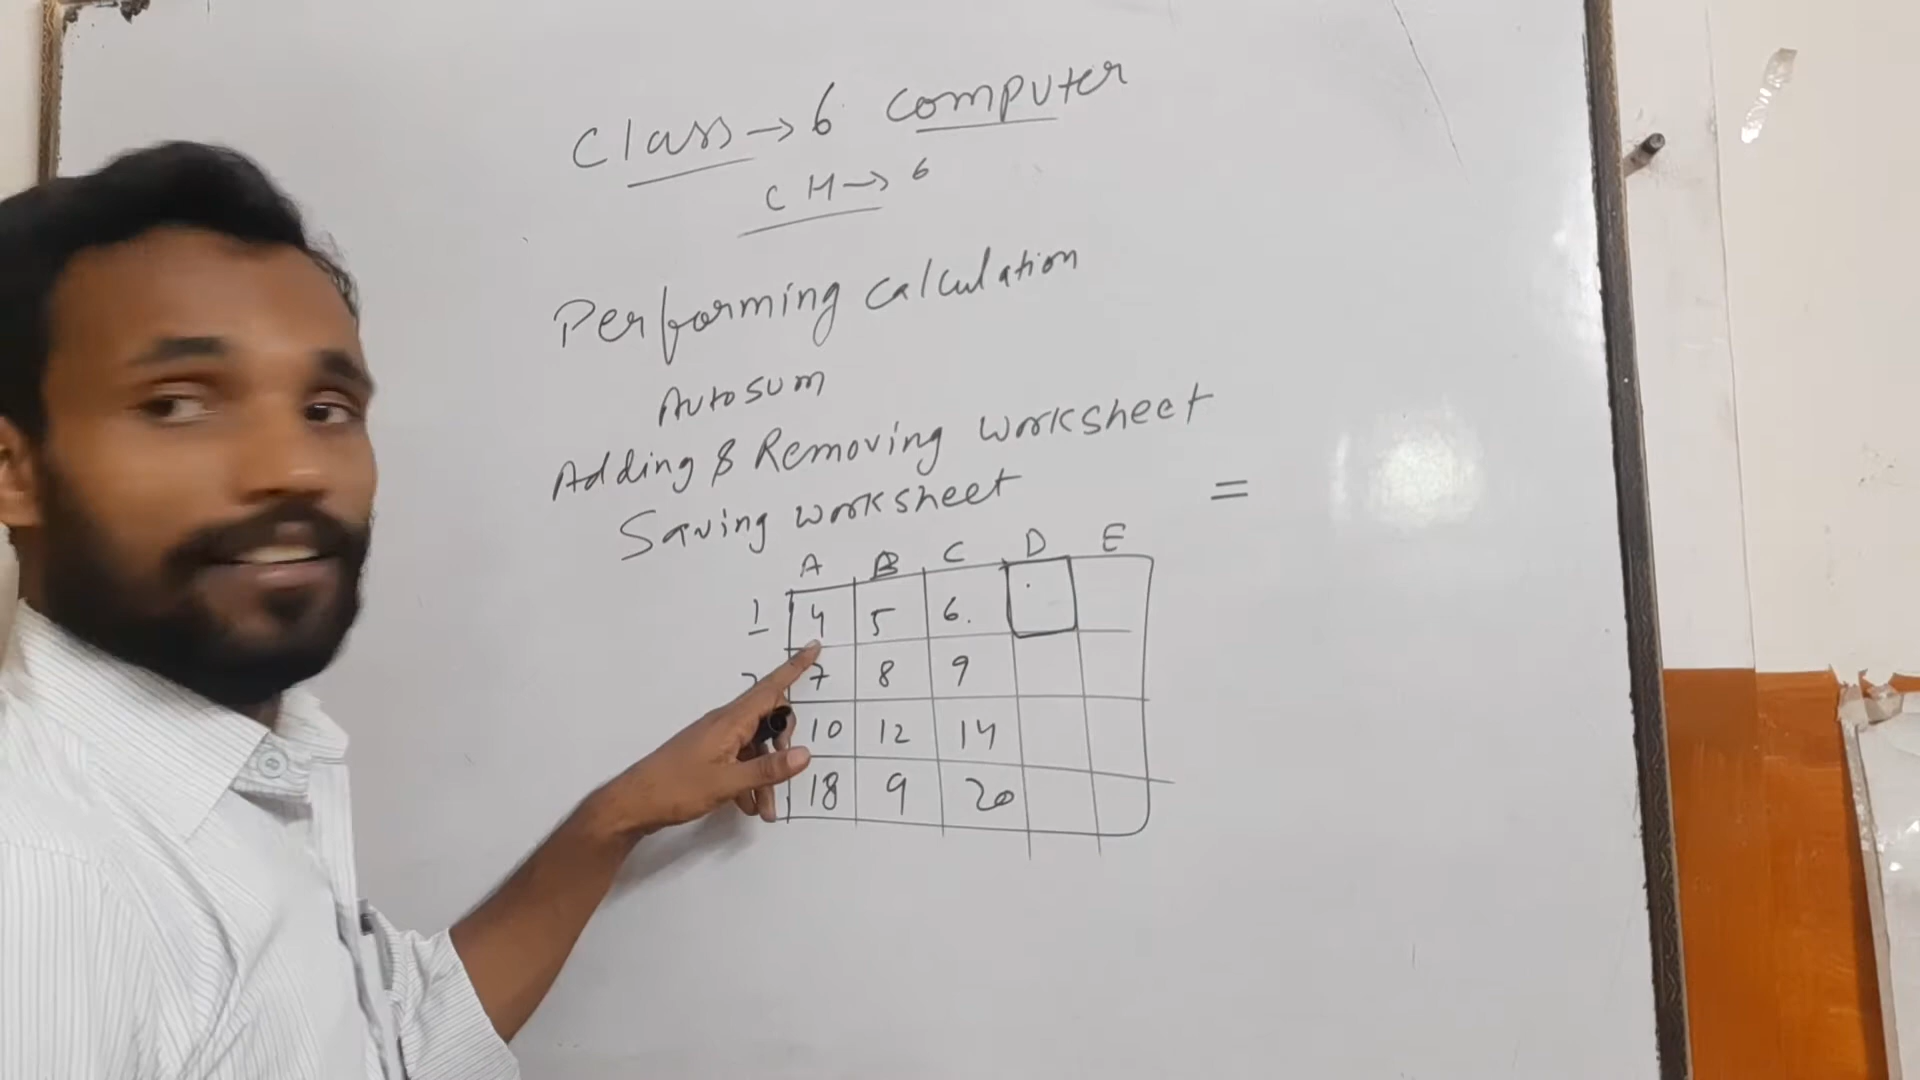 Class → 6 computer
CH → 6
Performing calculation
Autosum
Adding & Removing worksheet
Saving worksheet
=
A B C D E
1 4 5 6.
7 8 9
10 12 14
18 9 20